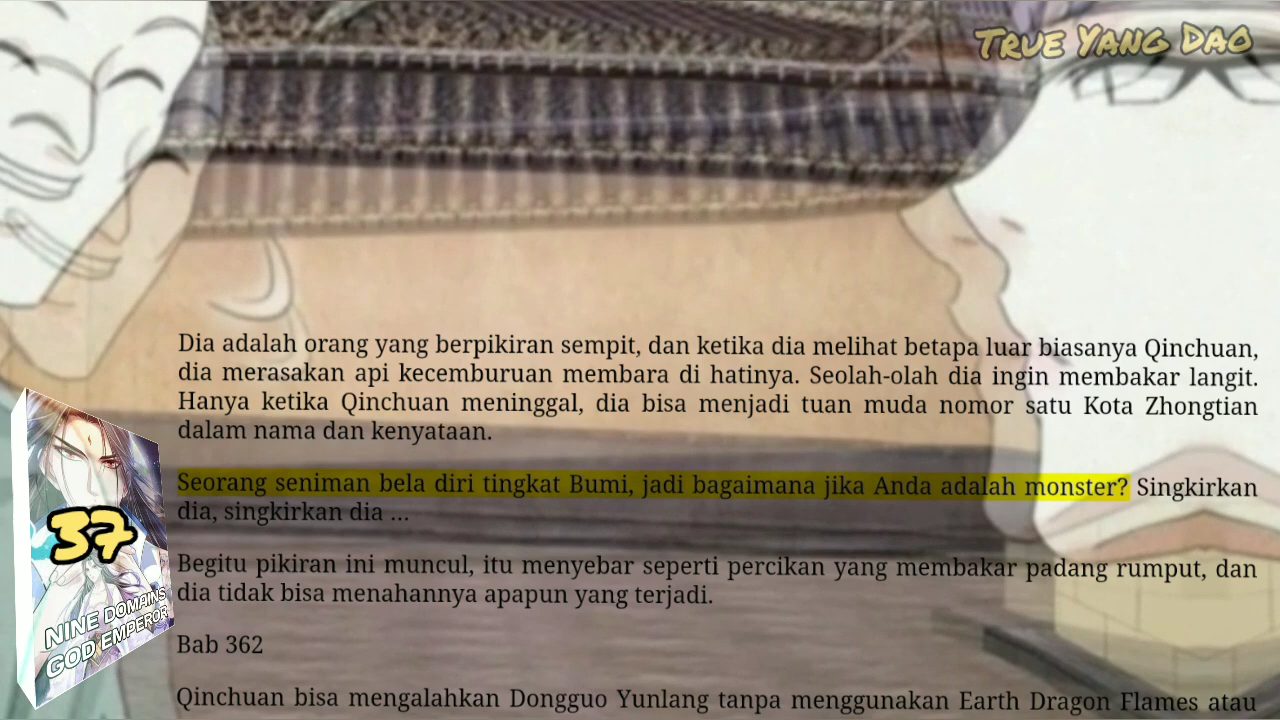 True Yang Dao
Dia adalah orang yang berpikiran sempit, dan ketika dia melihat betapa luar biasanya Qinchuan,
dia merasakan api kecemburuan membara di hatinya. Seolah-olah dia ingin membakar langit.
Hanya ketika Qinchuan meninggal, dia bisa menjadi tuan muda nomor satu Kota Zhongtian
dalam nama dan kenyataan.
Seorang seniman bela diri tingkat Bumi, jadi bagaimana jika Anda adalah monster? Singkirkan
dia, singkirkan dia ...
Begitu pikiran ini muncul, itu menyebar seperti percikan yang membakar padang rumput, dan
dia tidak bisa menahannya apapun yang terjadi.
Bab 362
Qinchuan bisa mengalahkan Dongguo Yunlang tanpa menggunakan Earth Dragon Flames atau
37
NINE DOMAINS
GOD EMPEROR